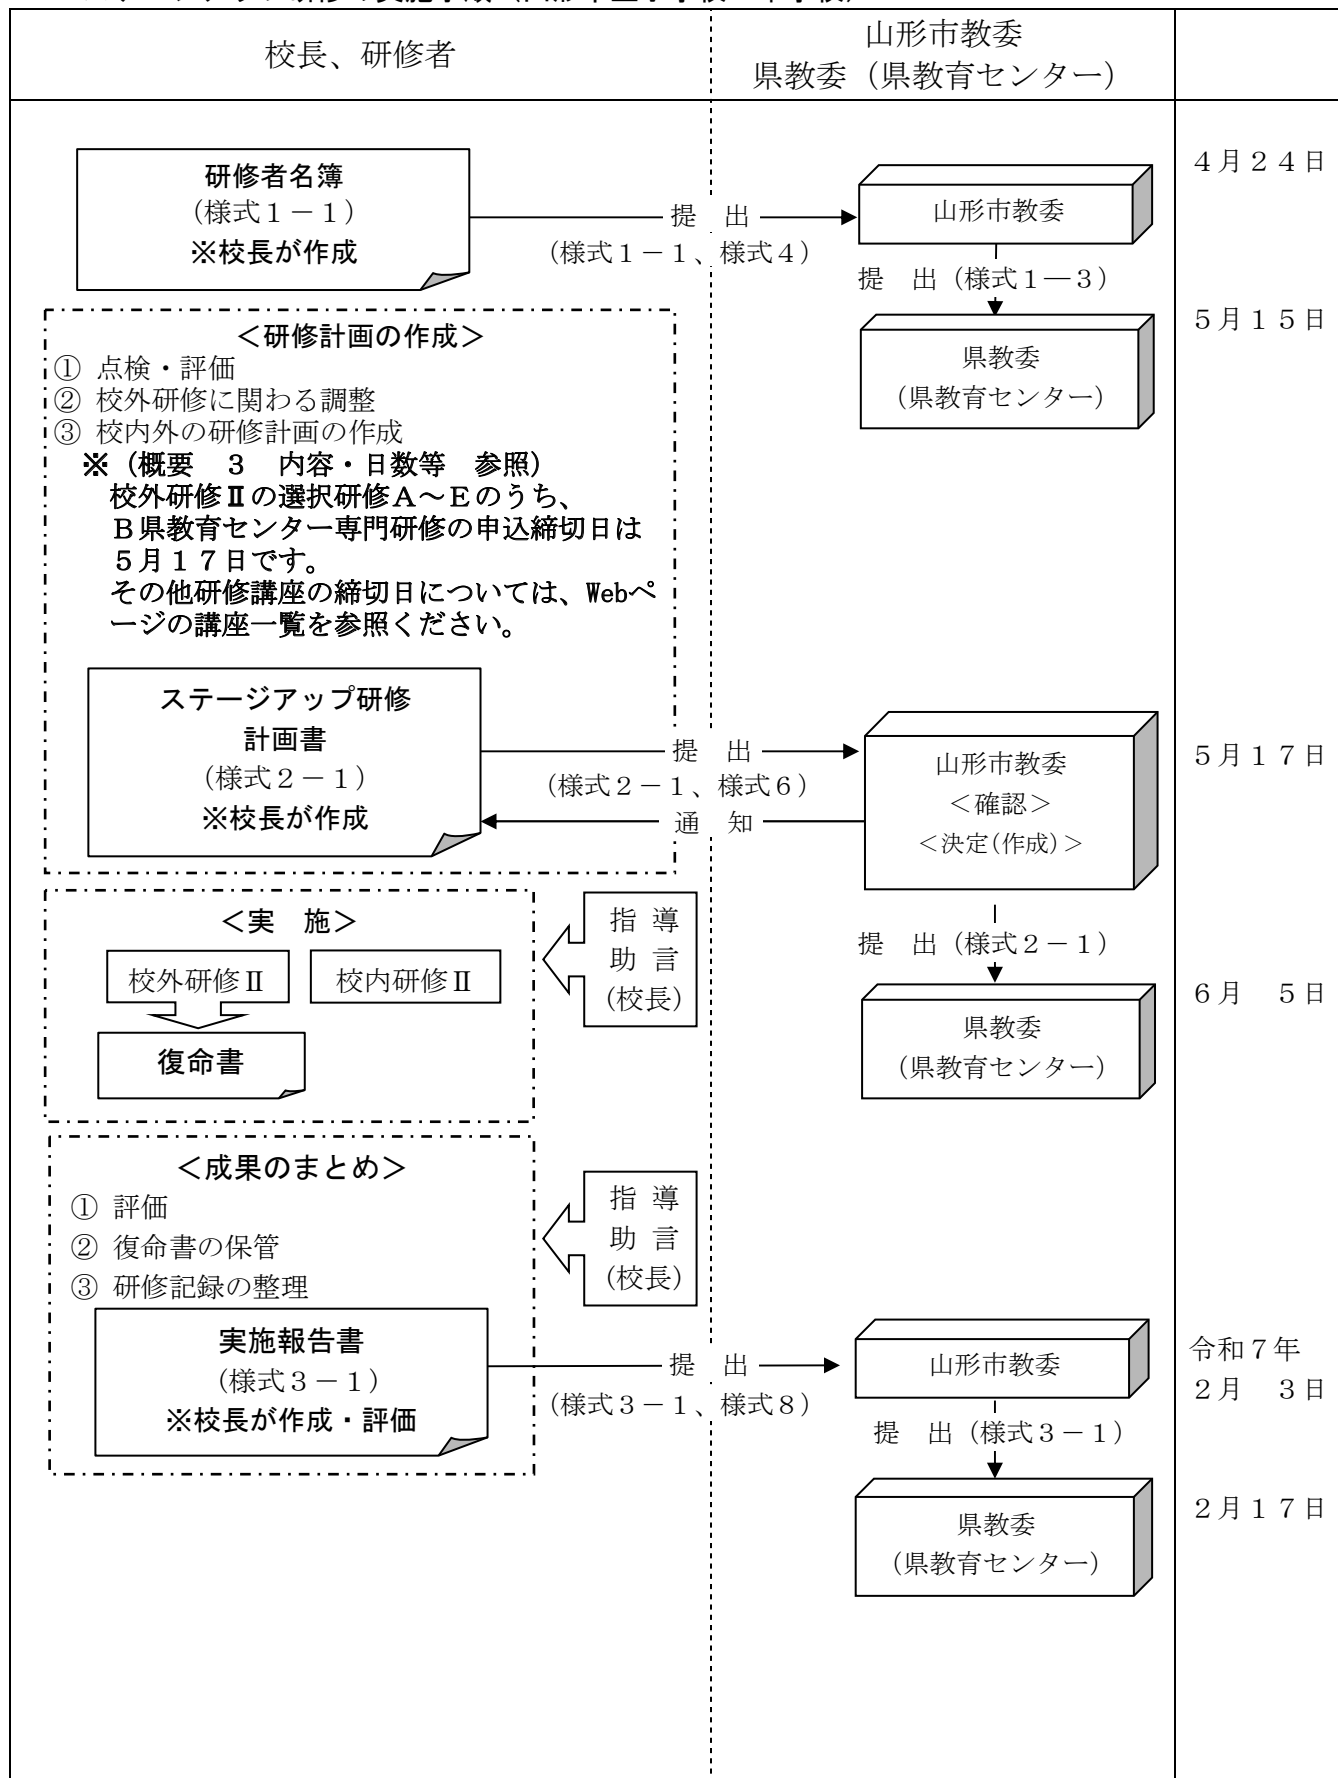 校長、研修者
山形市教委
県教委（県教育センター）
研修者名簿
（様式１－１）
※校長が作成
提　出
（様式１－１、様式４）
山形市教委
４月２４日
提　出（様式１―３）
県教委
（県教育センター）
５月１５日
＜研修計画の作成＞
① 点検・評価
② 校外研修に関わる調整
③ 校内外の研修計画の作成
※（概要　３　内容・日数等　参照）
校外研修Ⅱの選択研修Ａ～Ｅのうち、
Ｂ県教育センター専門研修の申込締切日は
５月１７日です。
その他研修講座の締切日については、Webペ
ージの講座一覧を参照ください。
ステージアップ研修
計画書
（様式２－１）
※校長が作成
提　出
（様式２－１、様式６）
通　知
山形市教委
＜確認＞
＜決定(作成)＞
５月１７日
提　出（様式２－１）
県教委
（県教育センター）
６月　５日
＜実　施＞
校外研修Ⅱ
校内研修Ⅱ
復命書
指 導
助 言
（校長）
＜成果のまとめ＞
① 評価
② 復命書の保管
③ 研修記録の整理
指 導
助 言
（校長）
実施報告書
（様式３－１）
※校長が作成・評価
提　出
（様式３－１、様式８）
山形市教委
令和７年
２月　３日
提　出（様式３－１）
県教委
（県教育センター）
２月１７日